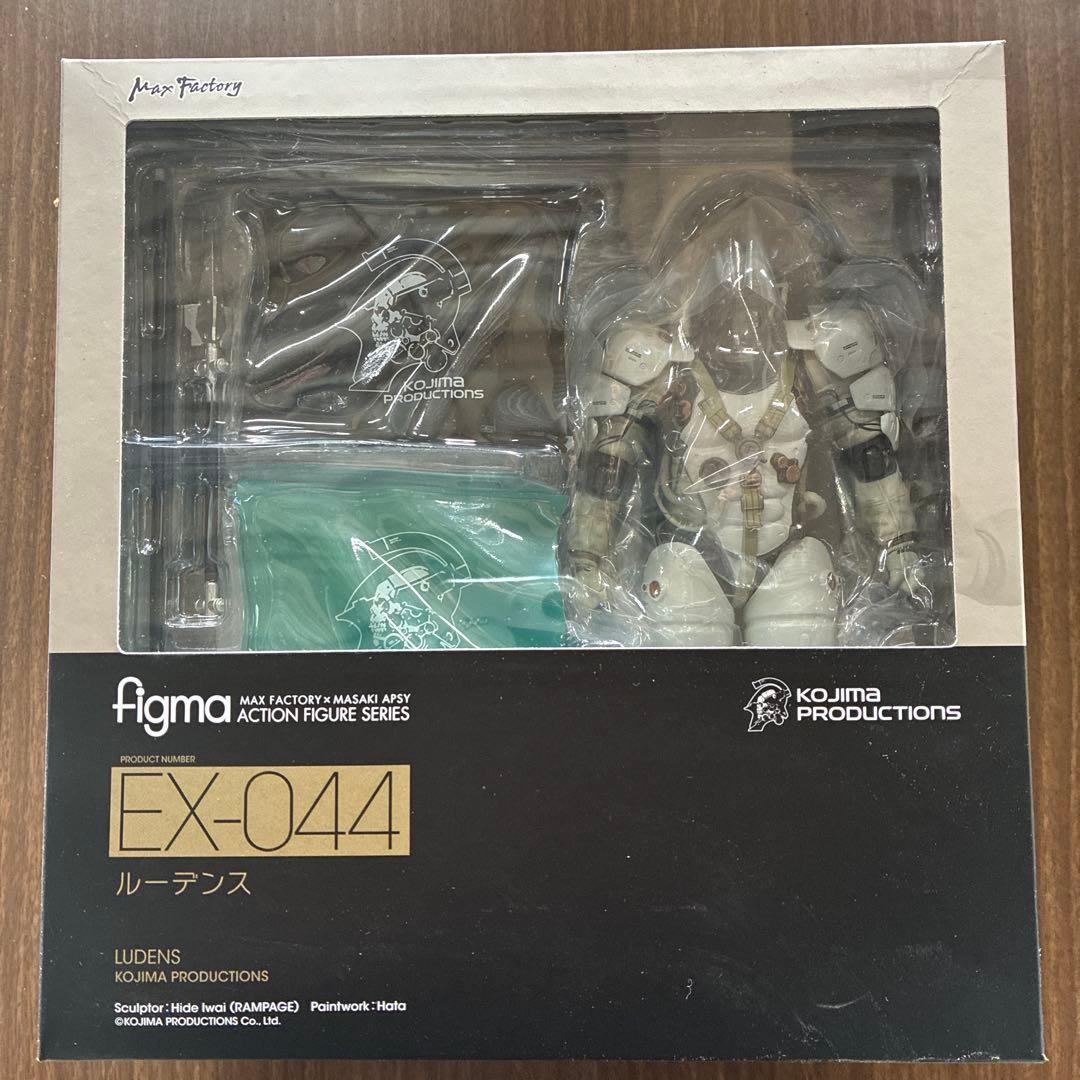 Max Factory
KOJIMA
PRODUCTIONS
figma
MAX FACTORY×MASAKI APSY
ACTION FIGURE SERIES
KOJIMA
PRODUCTIONS
PRODUCT NUMBER
EX-044
ルーデンス
LUDENS
KOJIMA PRODUCTIONS
Sculptor：Hide Iwai（RAMPAGE） Paintwork：Hata
©KOJIMA PRODUCTIONS Co., Ltd.